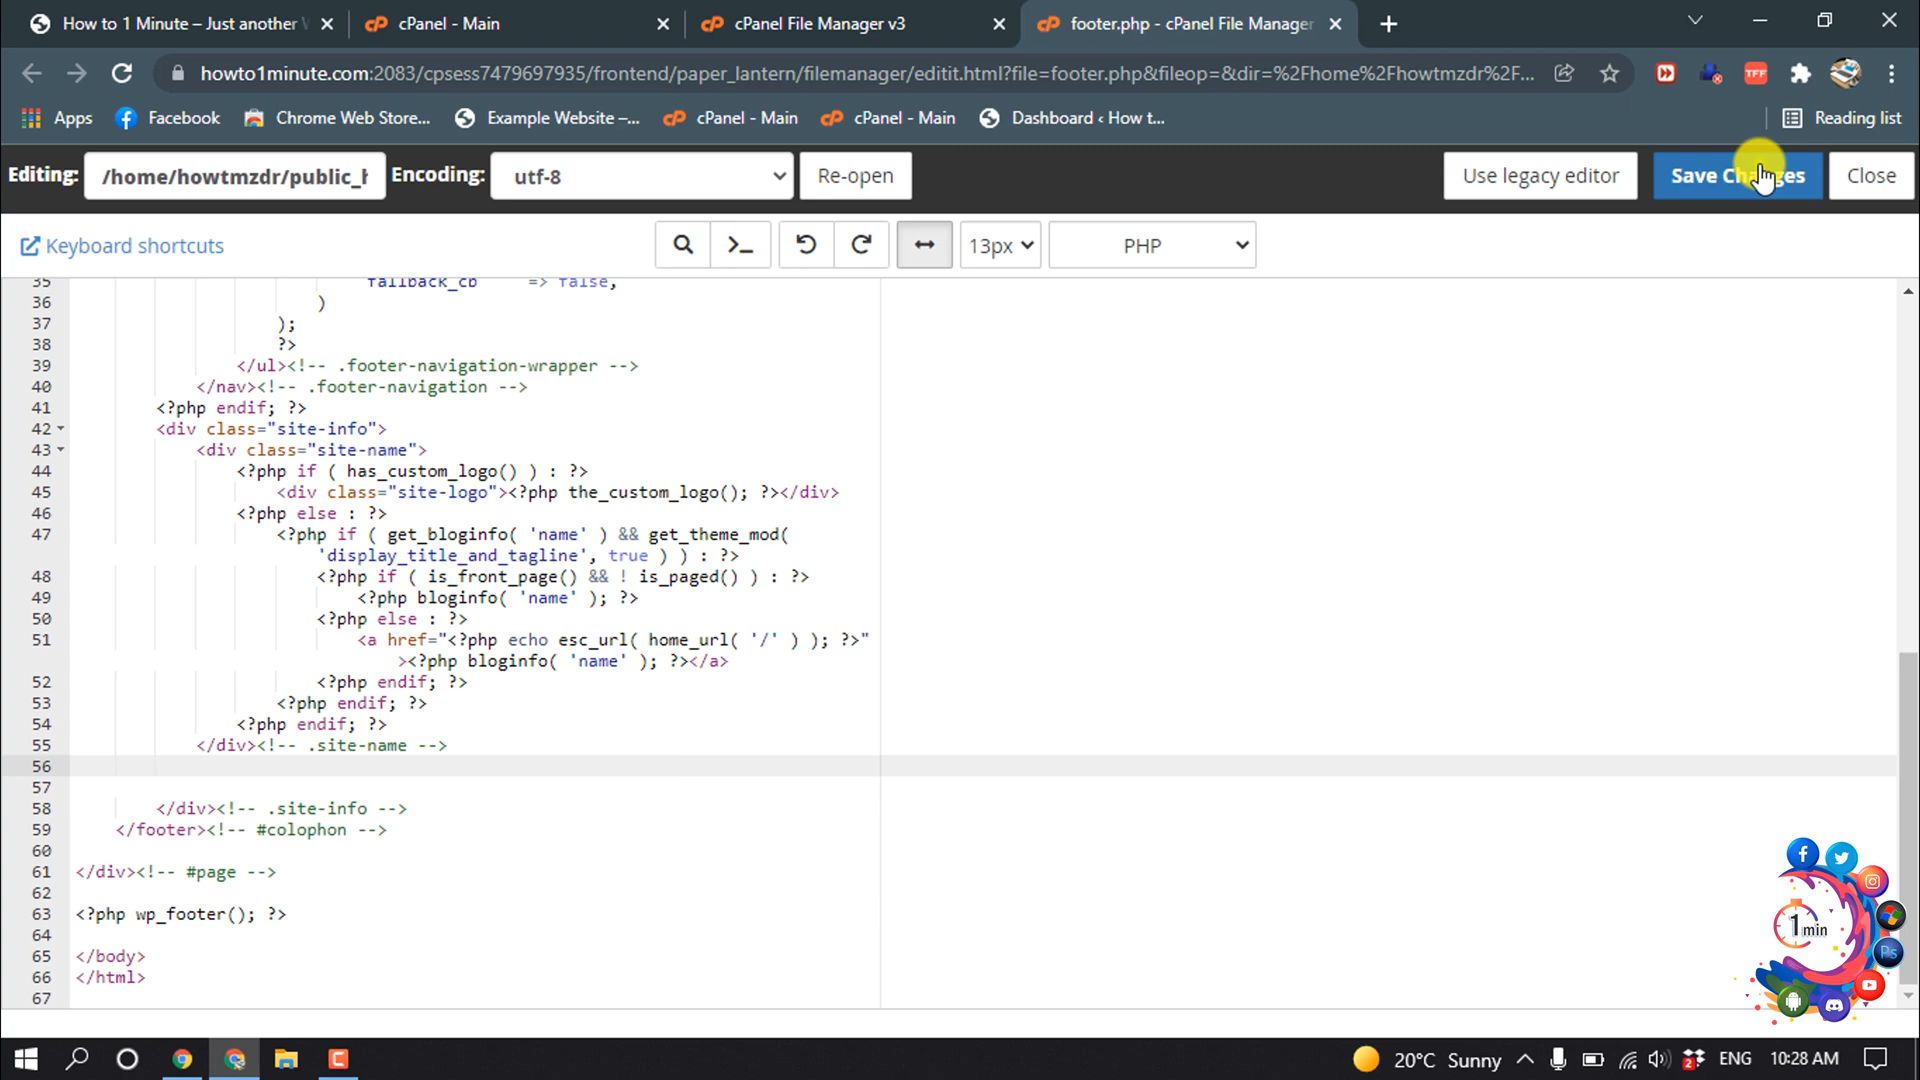 How to 1 Minute – Just another
cPanel - Main
cPanel File Manager v3
footer.php - cPanel File Manager
howto1minute.com:2083/cpsess7479697935/frontend/paper_lantern/filemanager/editit.html?file=footer.php&fileop=&dir=%2Fhome%2Fhowtmzdr%2F...
TFF
Apps
Facebook
Chrome Web Store...
Example Website –...
cPanel - Main
cPanel - Main
Dashboard ‹ How t...
Reading list
Editing: /home/howtmzdr/public_h
Encoding: utf-8
Re-open
Use legacy editor
Save Changes
Close
Keyboard shortcuts
>_
13px
PHP
35 fallback_cb => false,
36 )
37 );
38 ?>
39 </ul><!-- .footer-navigation-wrapper -->
40 </nav><!-- .footer-navigation -->
41 <?php endif; ?>
42 <div class="site-info">
43 <div class="site-name">
44 <?php if ( has_custom_logo() ) : ?>
45 <div class="site-logo"><?php the_custom_logo(); ?></div>
46 <?php else : ?>
47 <?php if ( get_bloginfo( 'name' ) && get_theme_mod(
'display_title_and_tagline', true ) ) : ?>
48 <?php if ( is_front_page() && ! is_paged() ) : ?>
49 <?php bloginfo( 'name' ); ?>
50 <?php else : ?>
51 <a href="<?php echo esc_url( home_url( '/' ) ); ?>"
><?php bloginfo( 'name' ); ?></a>
52 <?php endif; ?>
53 <?php endif; ?>
54 <?php endif; ?>
55 </div><!-- .site-name -->
56
57
58 </div><!-- .site-info -->
59 </footer><!-- #colophon -->
60
61 </div><!-- #page -->
62
63 <?php wp_footer(); ?>
64
65 </body>
66 </html>
67
1 min
Ps
20°C Sunny
2
ENG
10:28 AM